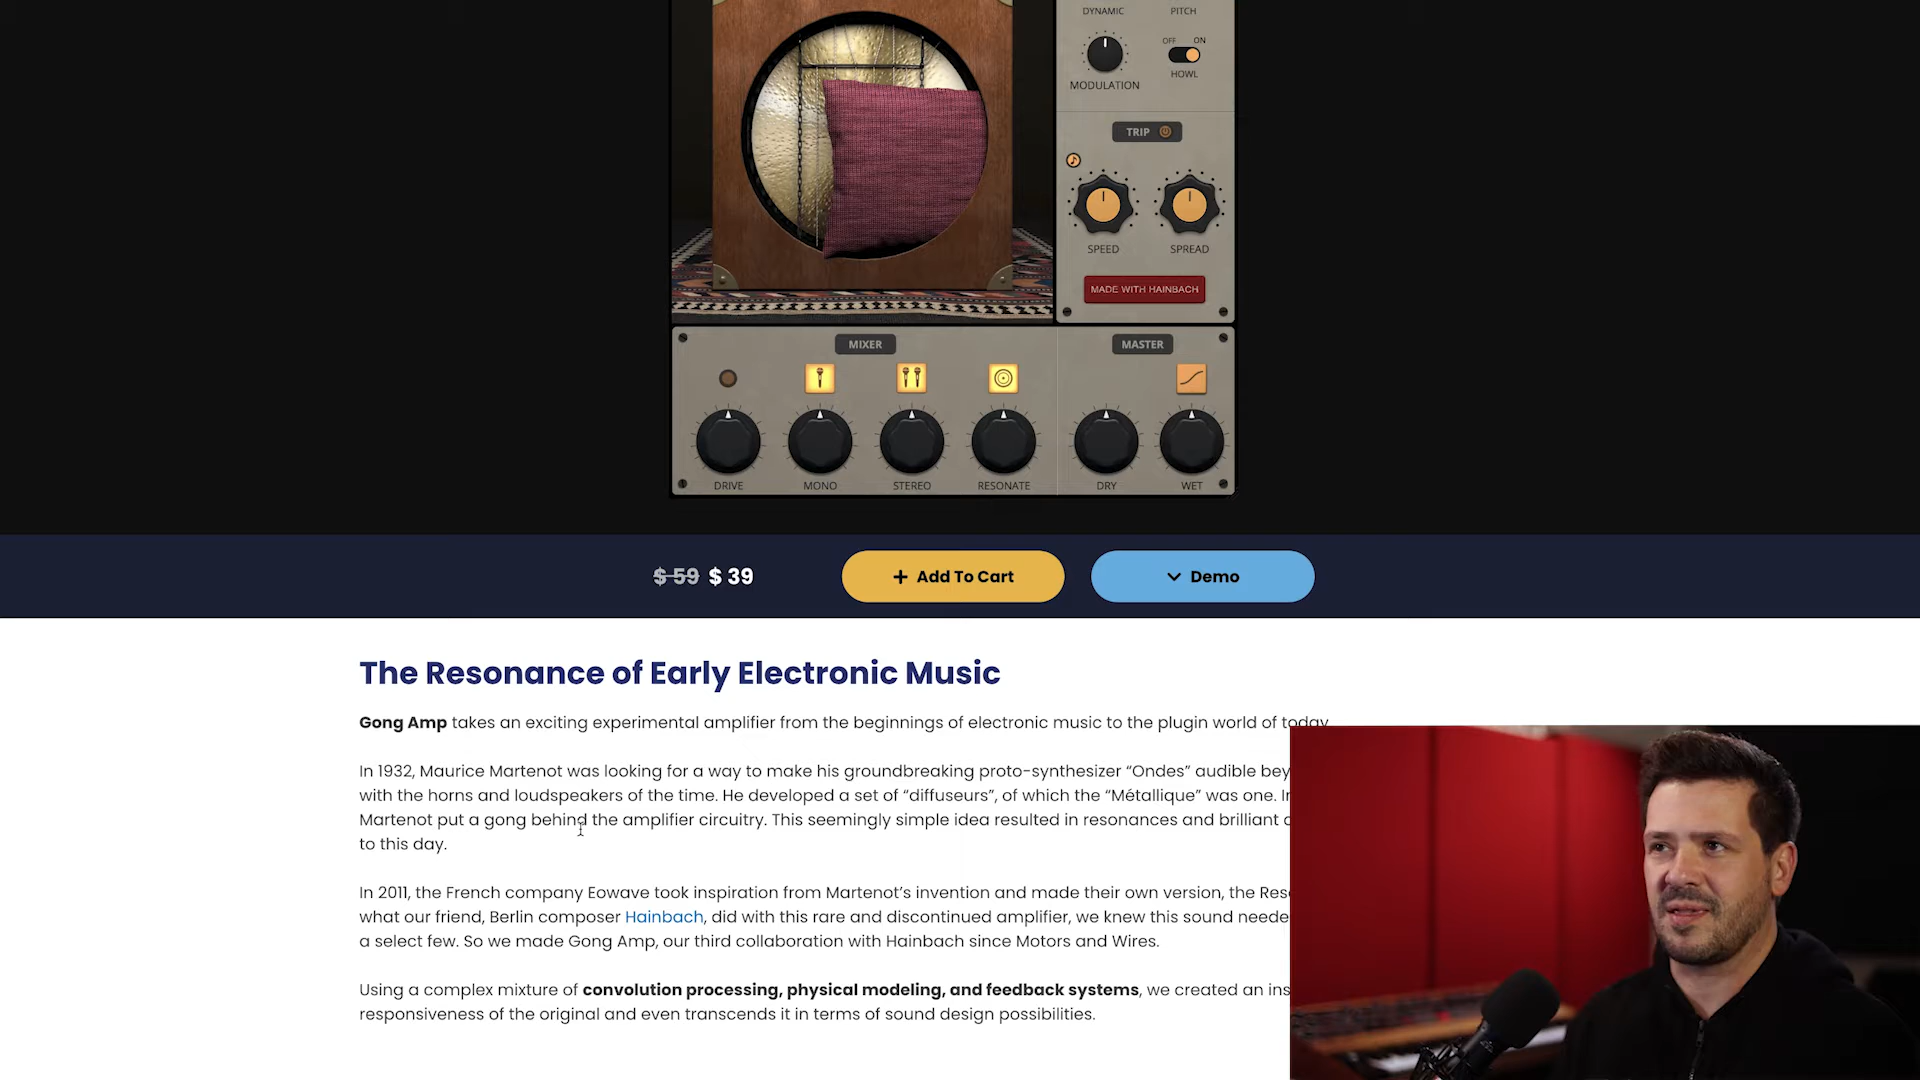 DYNAMIC
PITCH
OFF
ON
MODULATION
HOWL
TRIP
SPEED
SPREAD
MADE WITH HAINBACH
MIXER
MASTER
DRIVE
MONO
STEREO
RESONATE
DRY
WET
$ 59 $ 39
+ Add To Cart
Demo
The Resonance of Early Electronic Music
Gong Amp takes an exciting experimental amplifier from the beginnings of electronic music to the plugin world of today
In 1932, Maurice Martenot was looking for a way to make his groundbreaking proto-synthesizer “Ondes” audible bey
with the horns and loudspeakers of the time. He developed a set of “diffuseurs”, of which the “Métallique” was one. I
Martenot put a gong behind the amplifier circuitry. This seemingly simple idea resulted in resonances and brilliant
to this day.
In 2011, the French company Eowave took inspiration from Martenot’s invention and made their own version, the Res
what our friend, Berlin composer Hainbach, did with this rare and discontinued amplifier, we knew this sound neede
a select few. So we made Gong Amp, our third collaboration with Hainbach since Motors and Wires.
Using a complex mixture of convolution processing, physical modeling, and feedback systems, we created an ins
responsiveness of the original and even transcends it in terms of sound design possibilities.